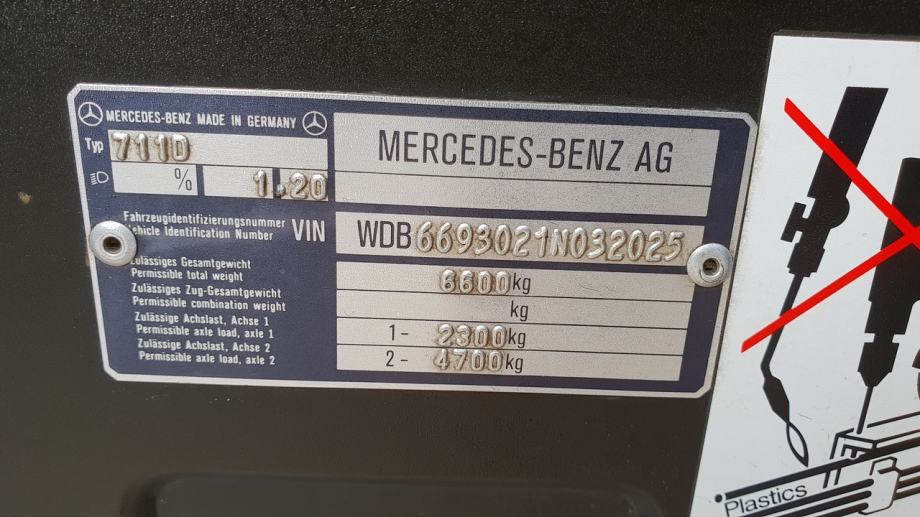 MERCEDES-BENZ MADE IN GERMANY
MERCEDES-BENZ AG
Typ 711D
% 1.20
Fahrzeugidentifizierungsnummer
Vehicle Identification Number VIN WDB6693021N032025
Zulässiges Gesamtgewicht
Permissible total weight 6600kg
Zulässiges Zug-Gesamtgewicht
Permissible combination weight kg
Zulässige Achslast, Achse 1
Permissible axle load, axle 1 1- 2300kg
Zulässige Achslast, Achse 2
Permissible axle load, axle 2 2- 4700kg
Plastics